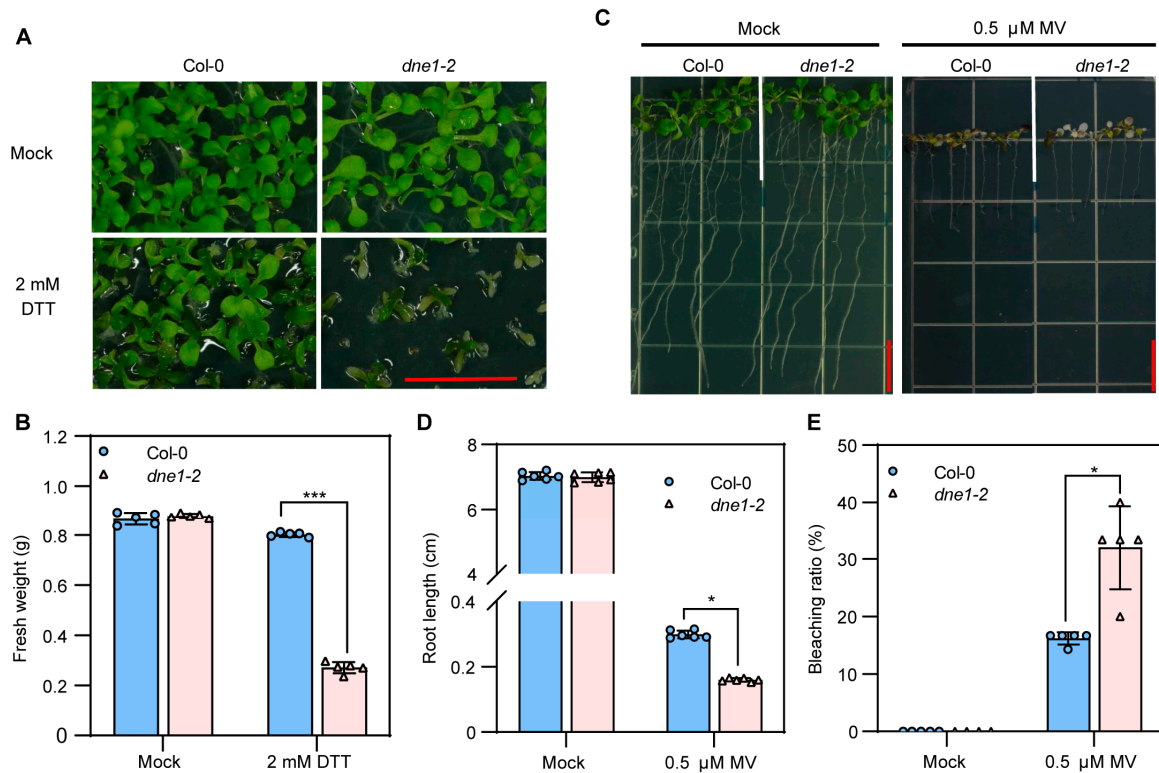 A
Col-0
dne1-2
Mock
2 mM
DTT
C
Mock
0.5 µM MV
Col-0
dne1-2
Col-0
dne1-2
B
1.2
1.0
0.8
0.6
0.4
0.2
0
Fresh weight (g)
Col-0
dne1-2
***
Mock
2 mM DTT
D
8
6
4
0.4
0.2
0
Root length (cm)
Col-0
dne1-2
*
Mock
0.5 µM MV
E
50
40
30
20
10
0
Bleaching ratio (%)
Col-0
dne1-2
*
Mock
0.5 µM MV